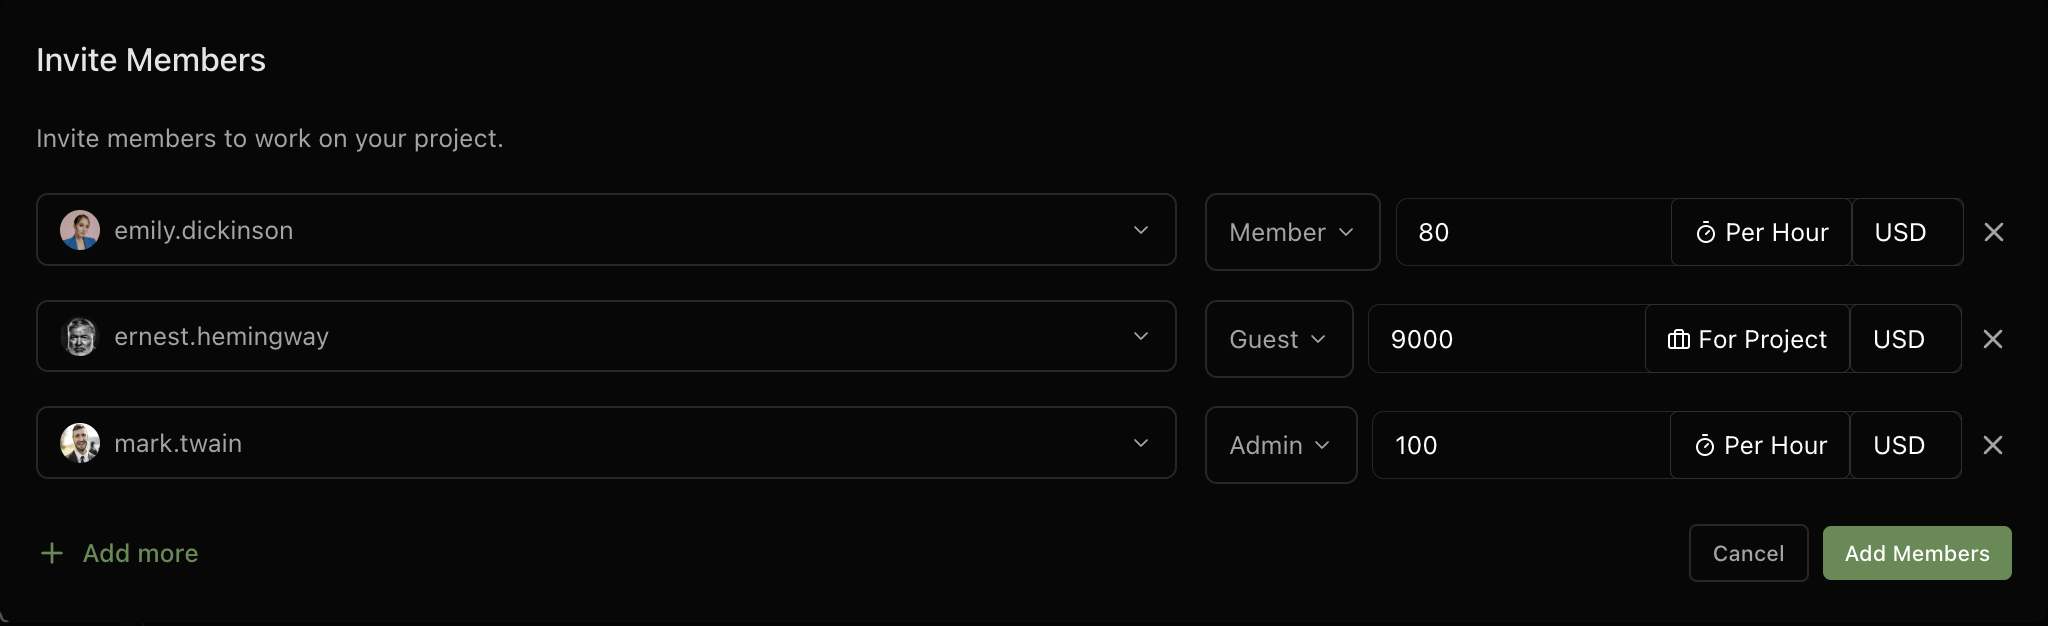 Invite Members
Invite members to work on your project.
emily.dickinson Member 80 Per Hour USD
ernest.hemingway Guest 9000 For Project USD
mark.twain Admin 100 Per Hour USD
Add more Cancel Add Members